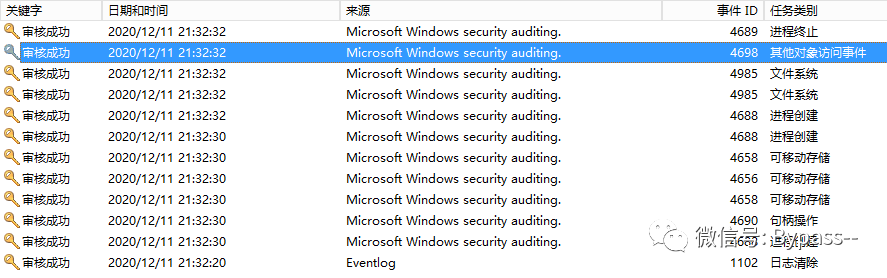 关键字 日期和时间 来源 事件 ID 任务类别
审核成功 2020/12/11 21:32:32 Microsoft Windows security auditing. 4689 进程终止
审核成功 2020/12/11 21:32:32 Microsoft Windows security auditing. 4698 其他对象访问事件
审核成功 2020/12/11 21:32:32 Microsoft Windows security auditing. 4985 文件系统
审核成功 2020/12/11 21:32:32 Microsoft Windows security auditing. 4985 文件系统
审核成功 2020/12/11 21:32:32 Microsoft Windows security auditing. 4688 进程创建
审核成功 2020/12/11 21:32:30 Microsoft Windows security auditing. 4688 进程创建
审核成功 2020/12/11 21:32:30 Microsoft Windows security auditing. 4658 可移动存储
审核成功 2020/12/11 21:32:30 Microsoft Windows security auditing. 4656 可移动存储
审核成功 2020/12/11 21:32:30 Microsoft Windows security auditing. 4658 可移动存储
审核成功 2020/12/11 21:32:30 Microsoft Windows security auditing. 4690 句柄操作
审核成功 2020/12/11 21:32:30 Microsoft Windows security auditing.
微信号: Bypass--
审核成功 2020/12/11 21:32:20 Eventlog 1102 日志清除